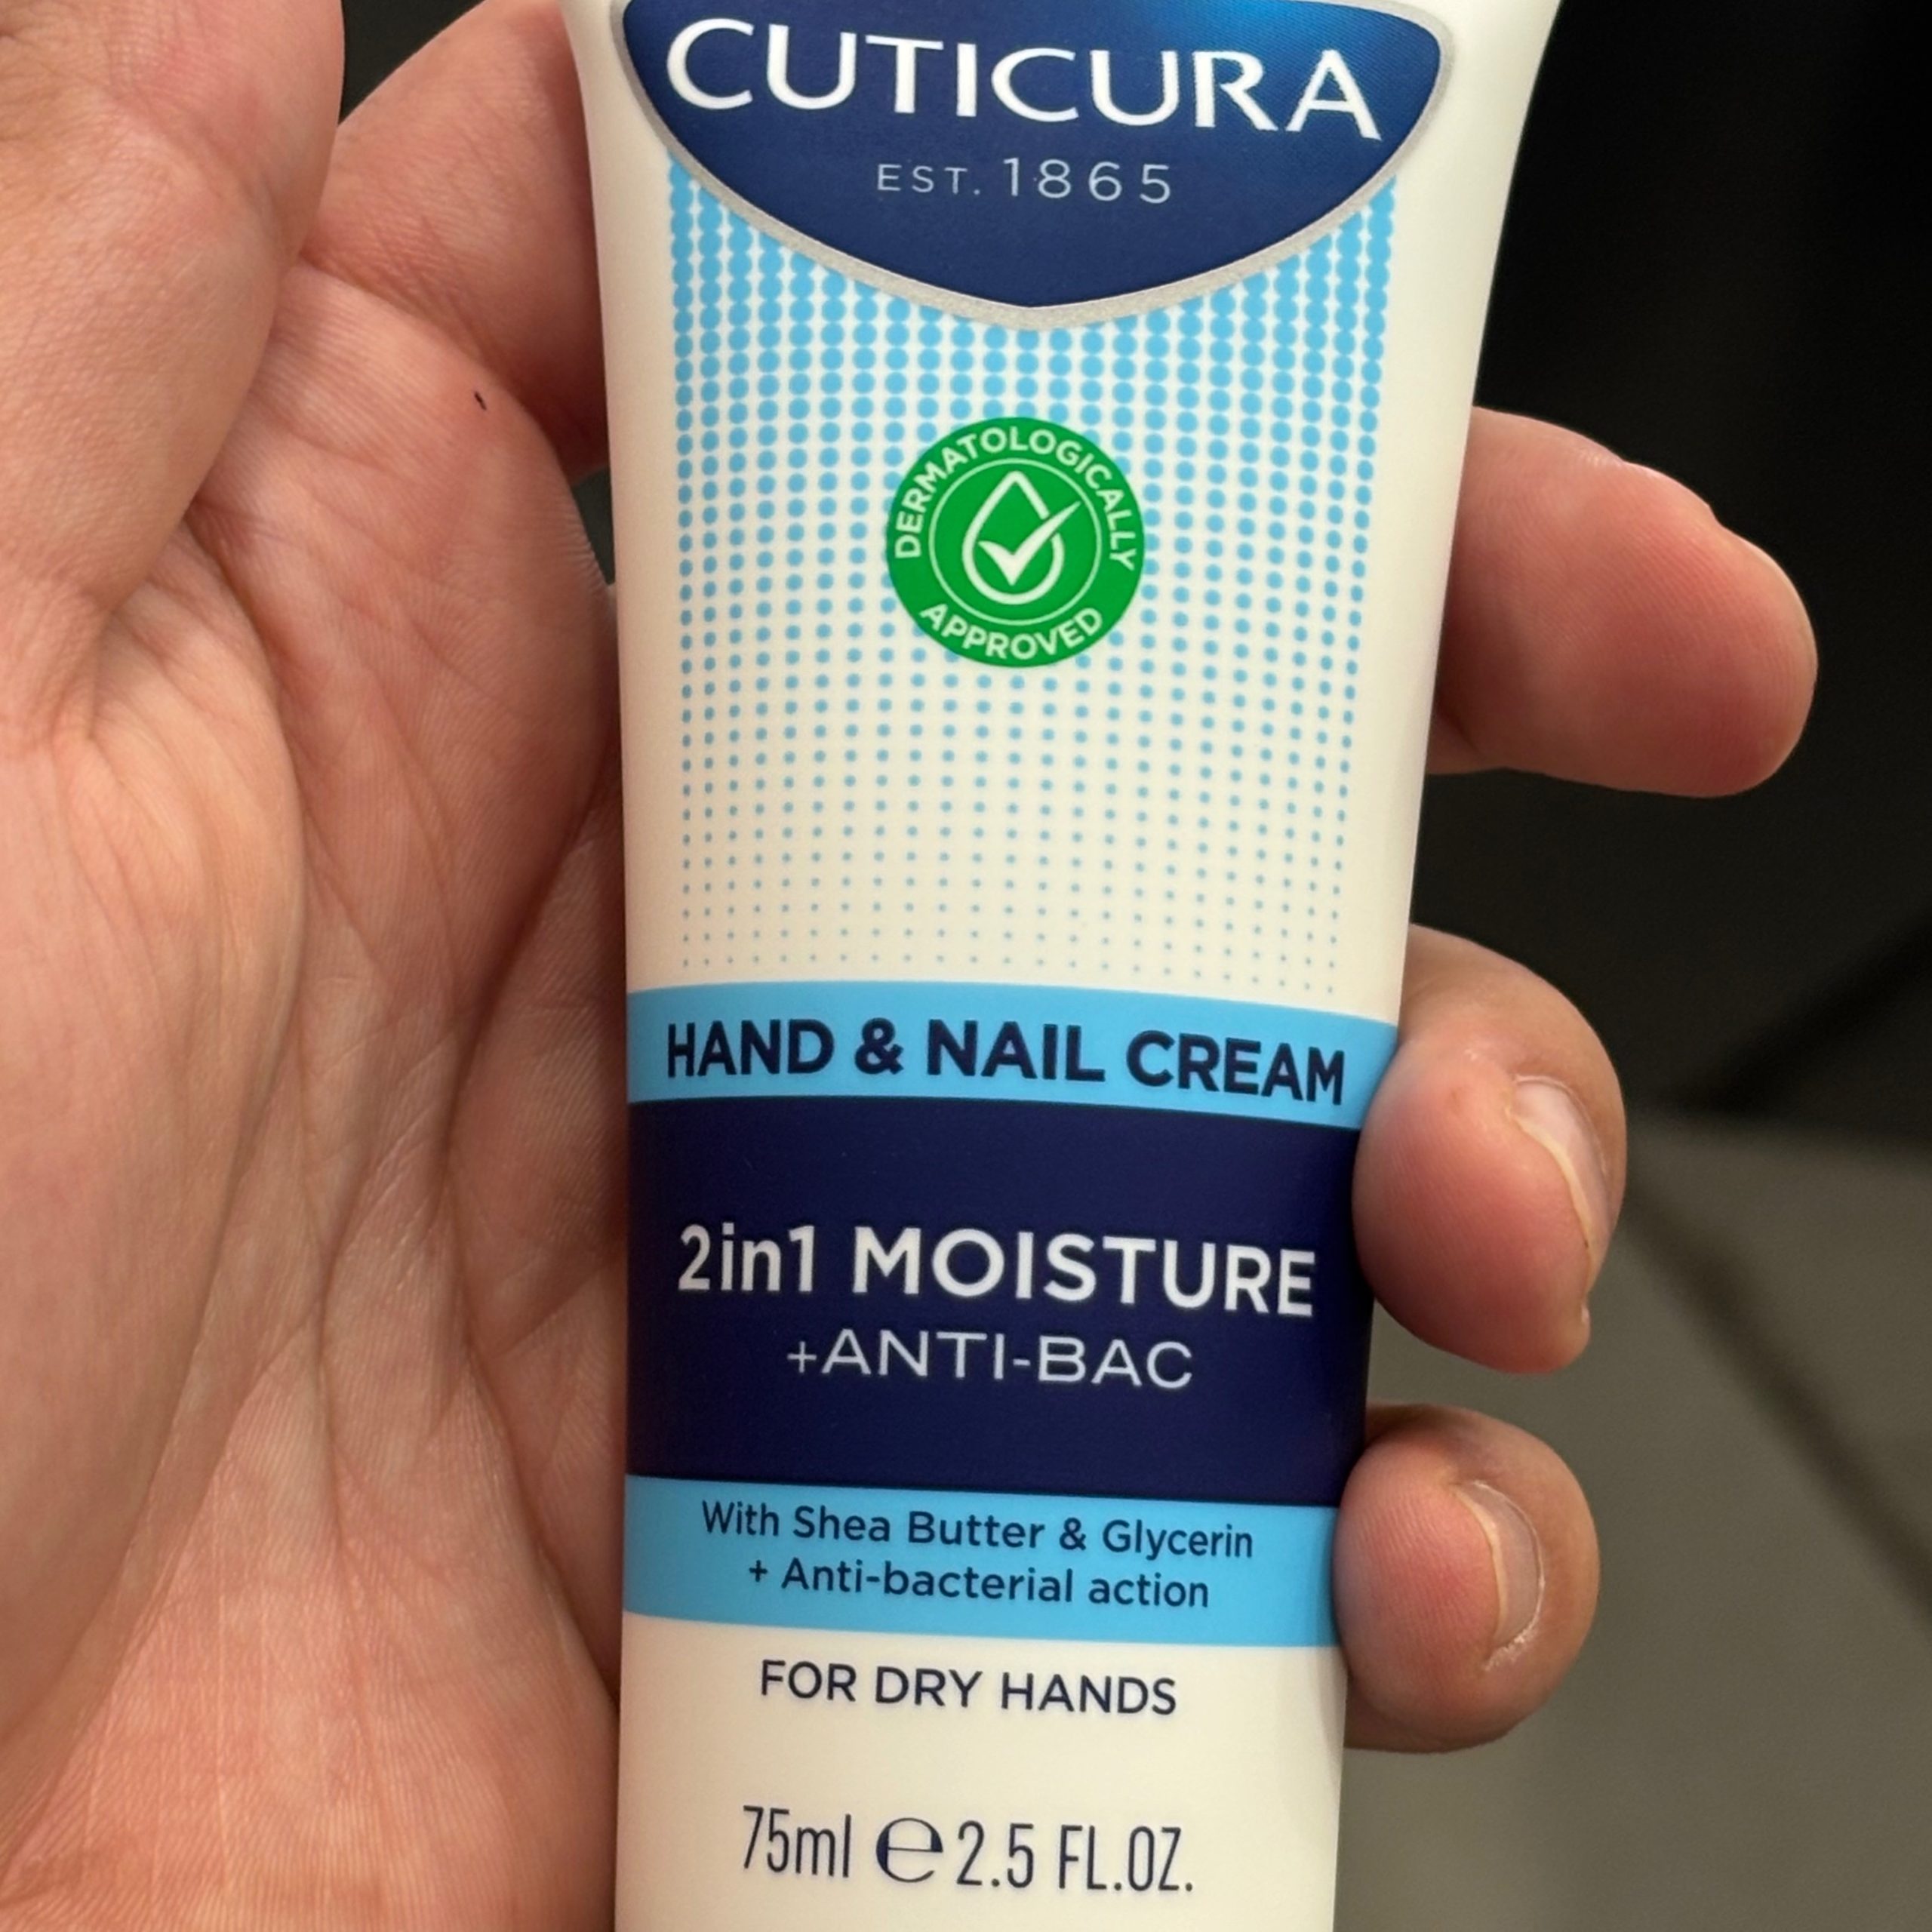 CUTICURA
EST. 1865
DERMATOLOGICALLY
APPROVED
HAND & NAIL CREAM
2in1 MOISTURE
+ANTI-BAC
With Shea Butter & Glycerin
+ Anti-bacterial action
FOR DRY HANDS
75ml ℮ 2.5 FL.OZ.